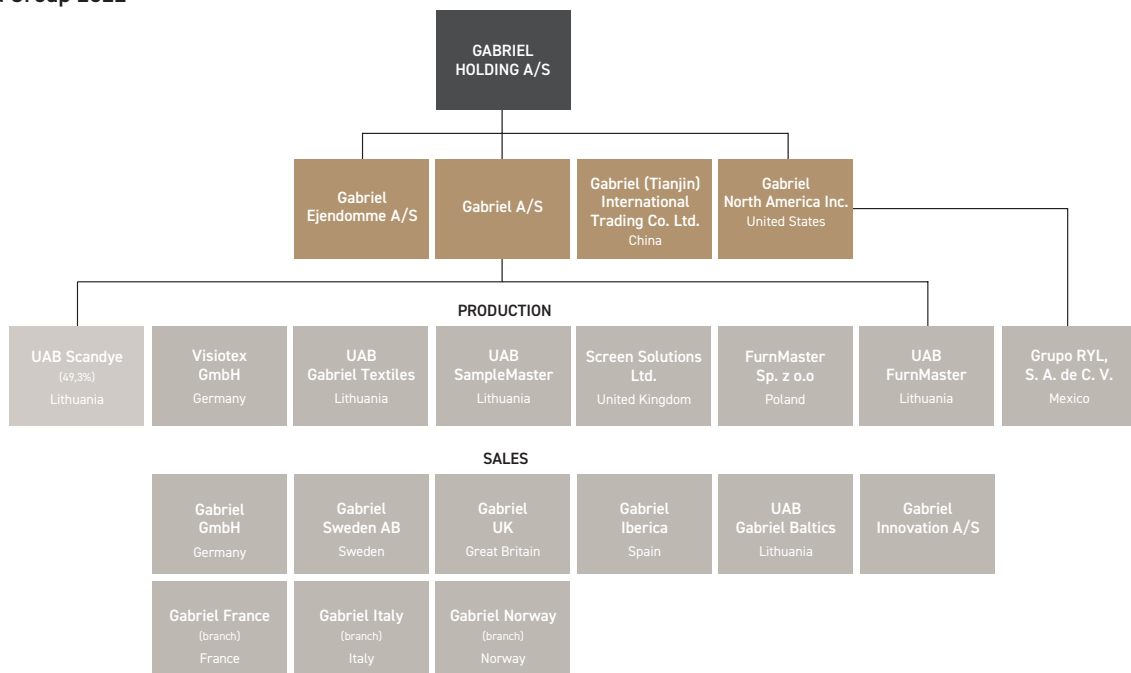 Group 2022
GABRIEL
HOLDING A/S
Gabriel
Ejendomme A/S
Gabriel A/S
Gabriel (Tianjin)
International
Trading Co. Ltd.
China
Gabriel
North America Inc.
United States
PRODUCTION
UAB Scandye
(49,3%)
Lithuania
Visiotex
GmbH
Germany
UAB
Gabriel Textiles
Lithuania
UAB
SampleMaster
Lithuania
Screen Solutions
Ltd.
United Kingdom
FurnMaster
Sp. z o.o
Poland
UAB
FurnMaster
Lithuania
Grupo RYL,
S. A. de C. V.
Mexico
SALES
Gabriel
GmbH
Germany
Gabriel
Sweden AB
Sweden
Gabriel
UK
Great Britain
Gabriel
Iberica
Spain
UAB
Gabriel Baltics
Lithuania
Gabriel
Innovation A/S
Gabriel France
(branch)
France
Gabriel Italy
(branch)
Italy
Gabriel Norway
(branch)
Norway